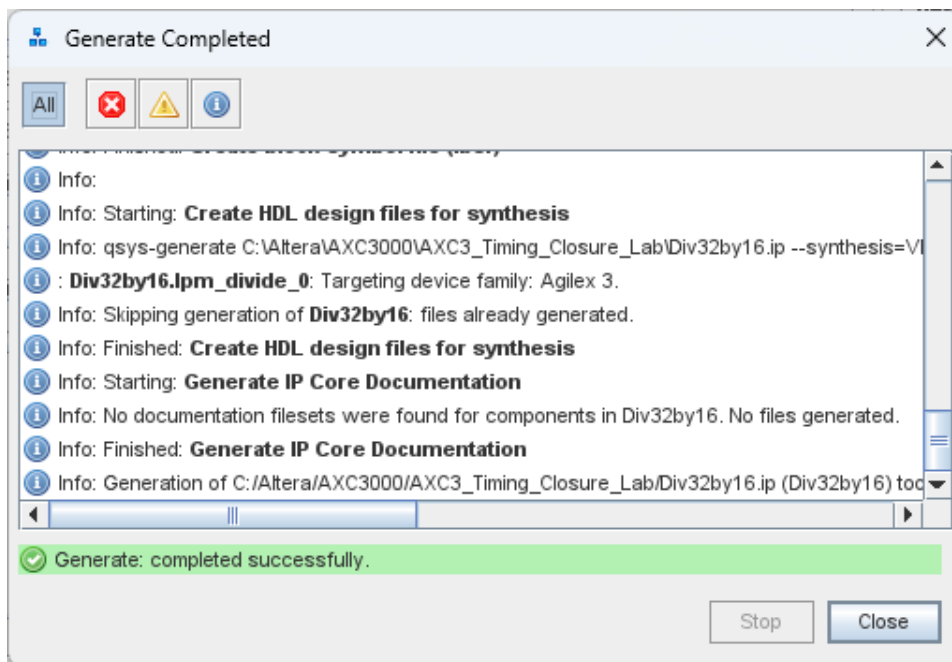 Generate Completed
All
Info:
Info: Starting: Create HDL design files for synthesis
Info: qsys-generate C:\Altera\AXC3000\AXC3_Timing_Closure_Lab\Div32by16.ip
: Div32by16.lpm_divide_0: Targeting device family: Agilex 3.
Info: Skipping generation of Div32by16: files already generated.
Info: Finished: Create HDL design files for synthesis
Info: Starting: Generate IP Core Documentation
Info: No documentation filesets were found for components in Div32by16. No files generated.
Info: Finished: Generate IP Core Documentation
Info: Generation of C:/Altera/AXC3000/AXC3_Timing_Closure_Lab/Div32by16.ip (Div32by16)
Generate: completed successfully.
Stop
Close